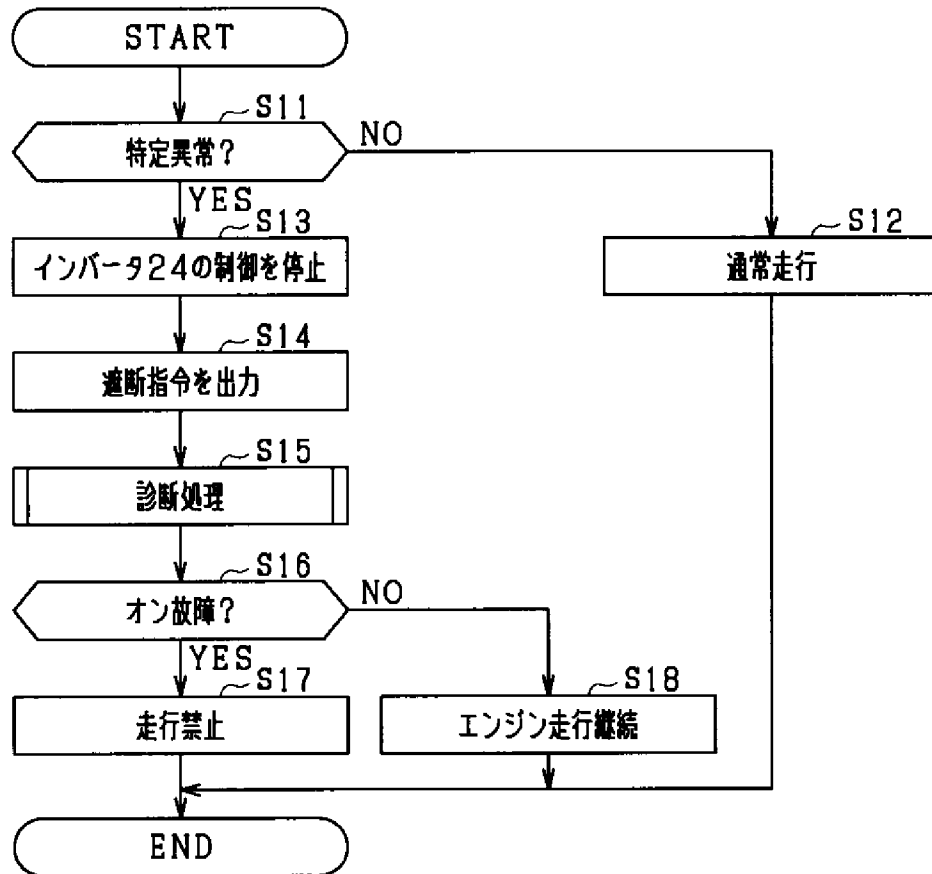 START
S11
特定異常?
NO
YES
S13
インバータ24の制御を停止
S12
通常走行
S14
遮断指令を出力
S15
診断処理
S16
オン故障?
NO
YES
S17
走行禁止
S18
エンジン走行継続
END